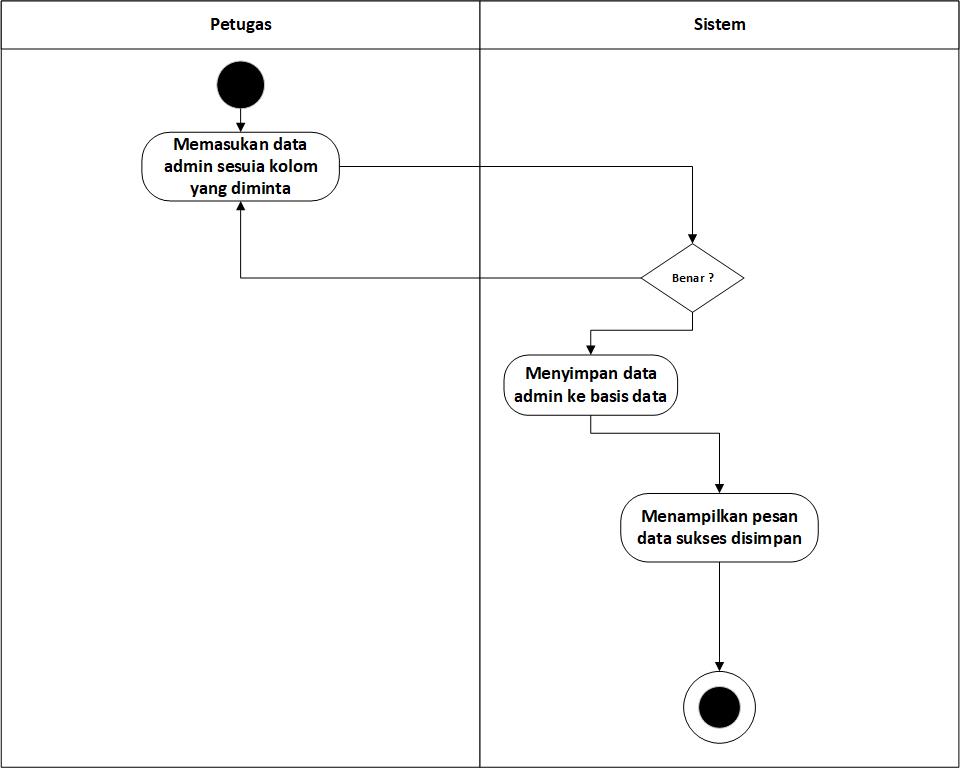 Petugas
Sistem
Memasukan data
admin sesuia kolom
yang diminta
Benar ?
Menyimpan data
admin ke basis data
Menampilkan pesan
data sukses disimpan